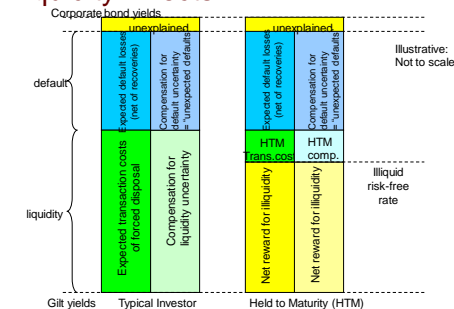 Corporate bond yields
unexplained
unexplained
Illustrative:
Not to scale
default
Expected default losses
(net of recoveries)
Compensation for
default uncertainty
= "unexpected defaults
Expected default losses
(net of recoveries)
Compensation for
default uncertainty
= "unexpected defaults
liquidity
Expected transaction costs
of forced disposal
Compensation for
liquidity uncertainty
HTM
Trans.cost
HTM
comp.
Net reward for illiquidity
Net reward for illiquidity
Illiquid
risk-free
rate
Gilt yields
Typical Investor
Held to Maturity (HTM)